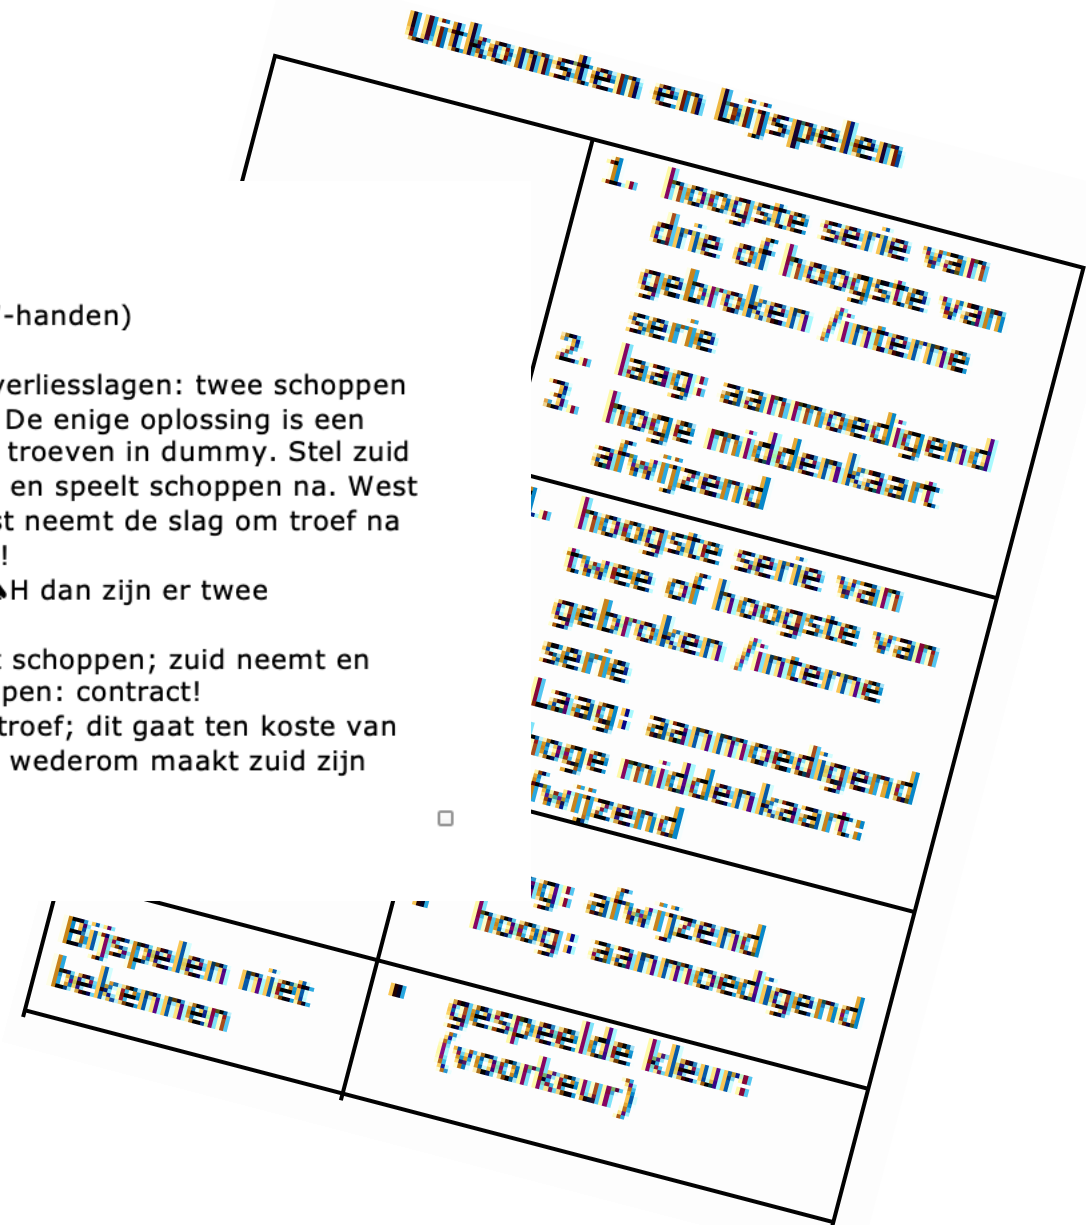 Uitkomsten en bijspelen
1. hoogste serie van
drie of hoogste van
gebroken /interne
serie
2. laag: aanmoedigend
3. hoge middenkaart
afwijzend
hoogste serie van
twee of hoogste van
gebroken /interne
serie
Laag: aanmoedigend
hoge middenkaart:
afwijzend
afwijzend
hoog: aanmoedigend
Bijspelen niet
bekennen
▪ gespeelde kleur:
(voorkeur)
-handen)
verliesslagen: twee schoppen
De enige oplossing is een
troeven in dummy. Stel zuid
en speelt schoppen na. West
st neemt de slag om troef na
!
♠H dan zijn er twee
schoppen; zuid neemt en
pen: contract!
troef; dit gaat ten koste van
wederom maakt zuid zijn